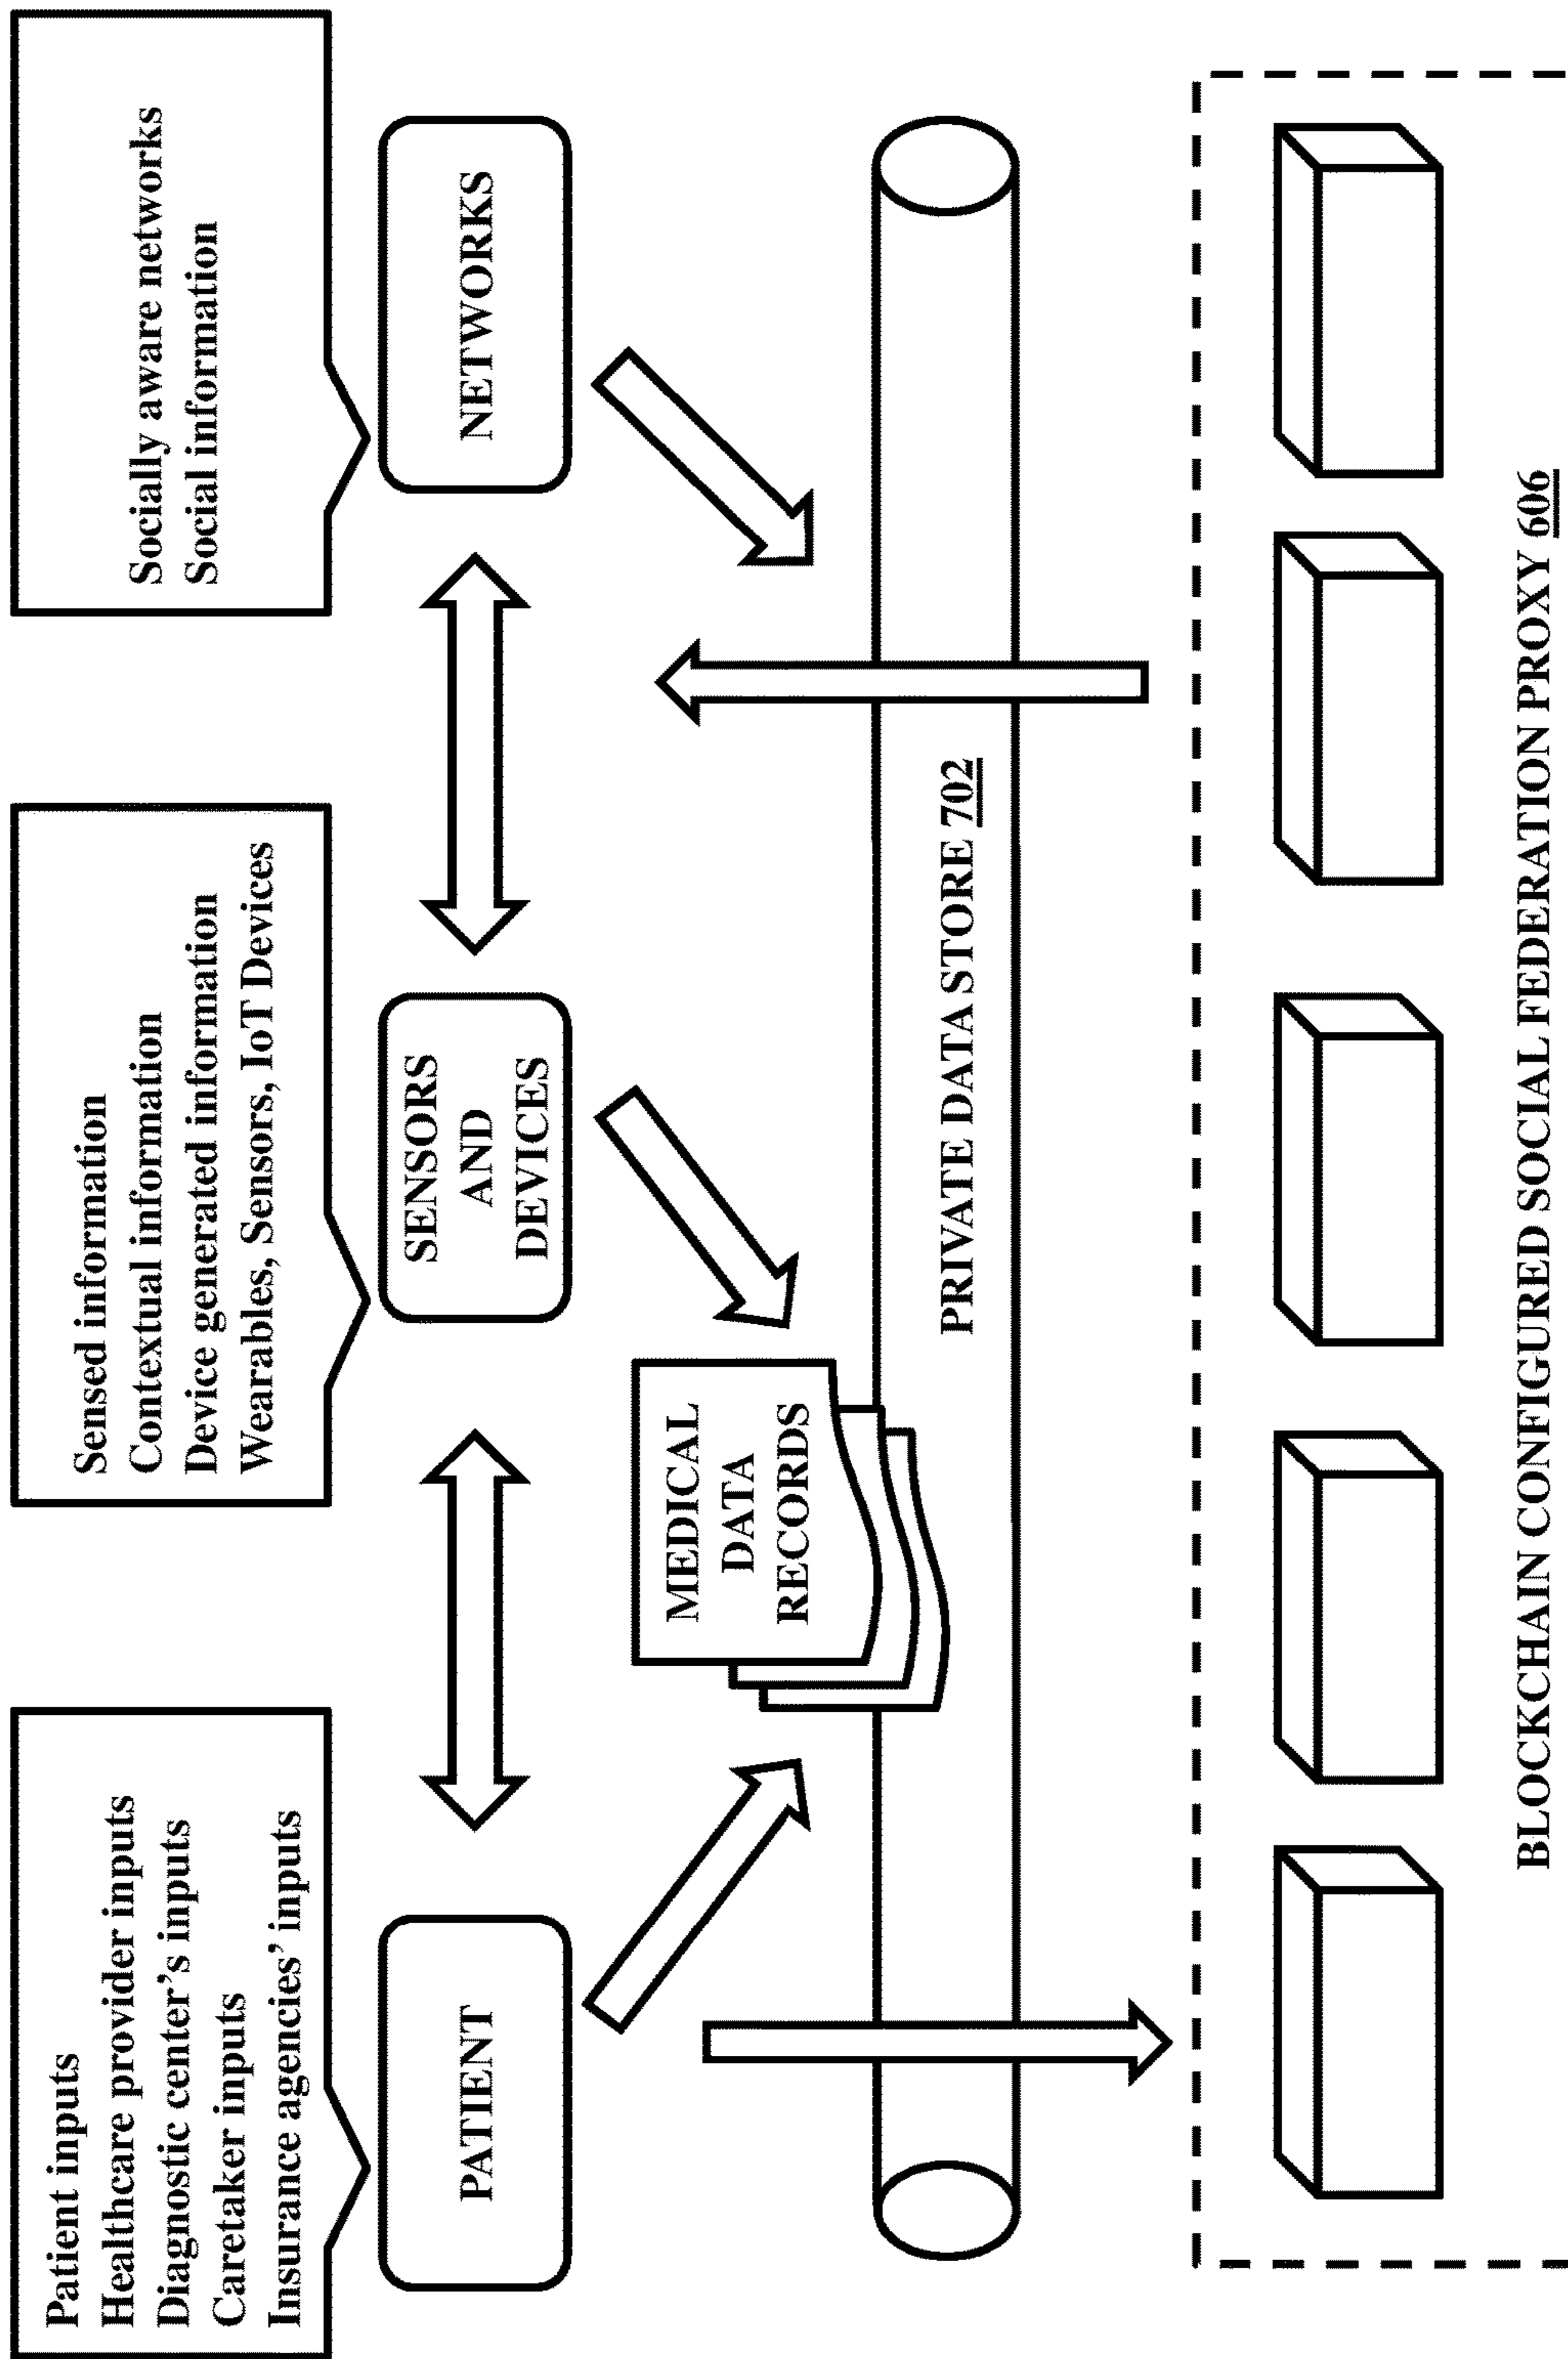 Patient inputs
Healthcare provider inputs
Diagnostic center’s inputs
Caretaker inputs
Insurance agencies’ inputs
Sensed information
Contextual information
Device generated information
Wearables, Sensors, IoT Devices
Socially aware networks
Social information
PATIENT
SENSORS
AND
DEVICES
NETWORKS
MEDICAL
DATA
RECORDS
PRIVATE DATA STORE 702
BLOCKCHAIN CONFIGURED SOCIAL FEDERATION PROXY 606